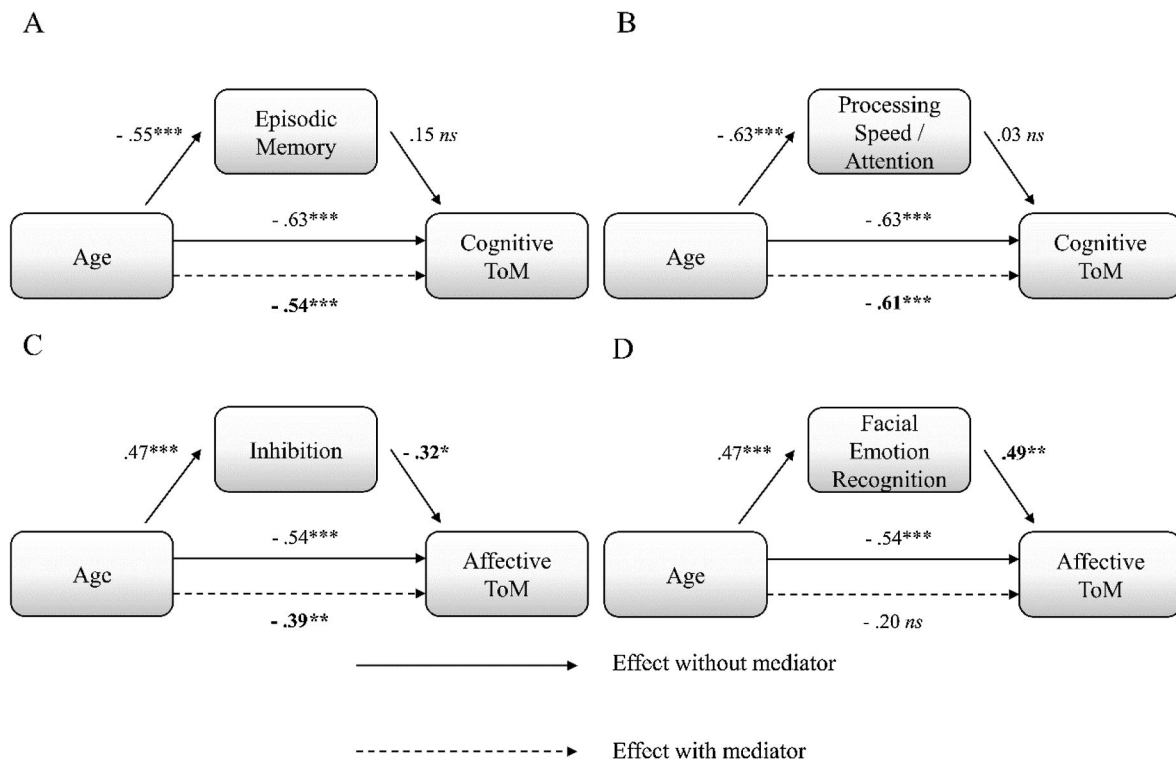 A
B
Episodic
Memory
- .55***
.15 ns
Age
- .63***
- .54***
Cognitive
ToM
Processing
Speed /
Attention
- .63***
.03 ns
Age
- .63***
- .61***
Cognitive
ToM
C
D
Inhibition
.47***
- .32*
Age
- .54***
- .39**
Affective
ToM
Facial
Emotion
Recognition
.47***
.49**
Age
- .54***
- .20 ns
Affective
ToM
Effect without mediator
Effect with mediator